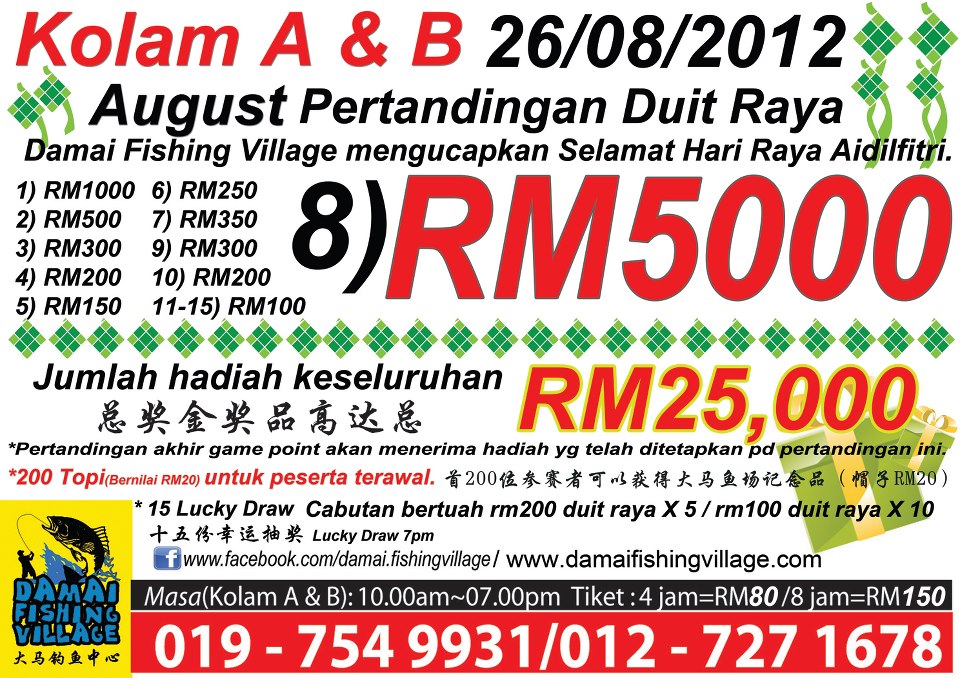 Kolam A & B 26/08/2012
August Pertandingan Duit Raya
Damai Fishing Village mengucapkan Selamat Hari Raya Aidilfitri.
1) RM1000 6) RM250
2) RM500 7) RM350
3) RM300 9) RM300
4) RM200 10) RM200
5) RM150 11-15) RM100
8) RM5000
Jumlah hadiah keseluruhan RM25,000
总奖金奖品高达总
*Pertandingan akhir game point akan menerima hadiah yg telah ditetapkan pd pertandingan ini.
*200 Topi(Bernilai RM20) untuk peserta terawal. 首200位参赛者可以获得大马鱼场记念品（帽子RM20）
* 15 Lucky Draw Cabutan bertuah rm200 duit raya X 5 / rm100 duit raya X 10
十五份幸运抽奖 Lucky Draw 7pm
f www.facebook.com/damai.fishingvillage / www.damaifishingvillage.com
DAMAI
FISHING
VILLAGE
大马钓鱼中心
Masa(Kolam A & B): 10.00am~07.00pm Tiket : 4 jam=RM80 /8 jam=RM150
019 - 754 9931/012 - 727 1678